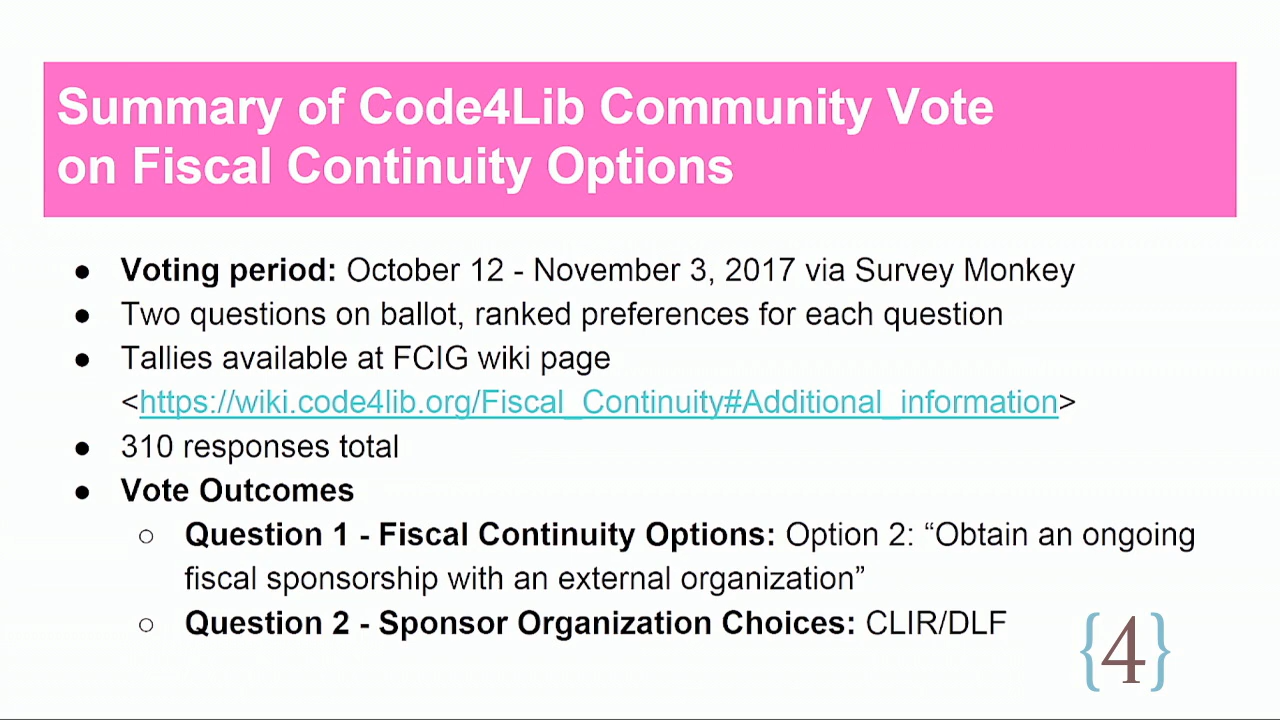 Summary of Code4Lib Community Vote
on Fiscal Continuity Options
● Voting period: October 12 - November 3, 2017 via Survey Monkey
● Two questions on ballot, ranked preferences for each question
● Tallies available at FCIG wiki page
<https://wiki.code4lib.org/Fiscal_Continuity#Additional_information>
● 310 responses total
● Vote Outcomes
○ Question 1 - Fiscal Continuity Options: Option 2: “Obtain an ongoing
fiscal sponsorship with an external organization”
○ Question 2 - Sponsor Organization Choices: CLIR/DLF
{4}